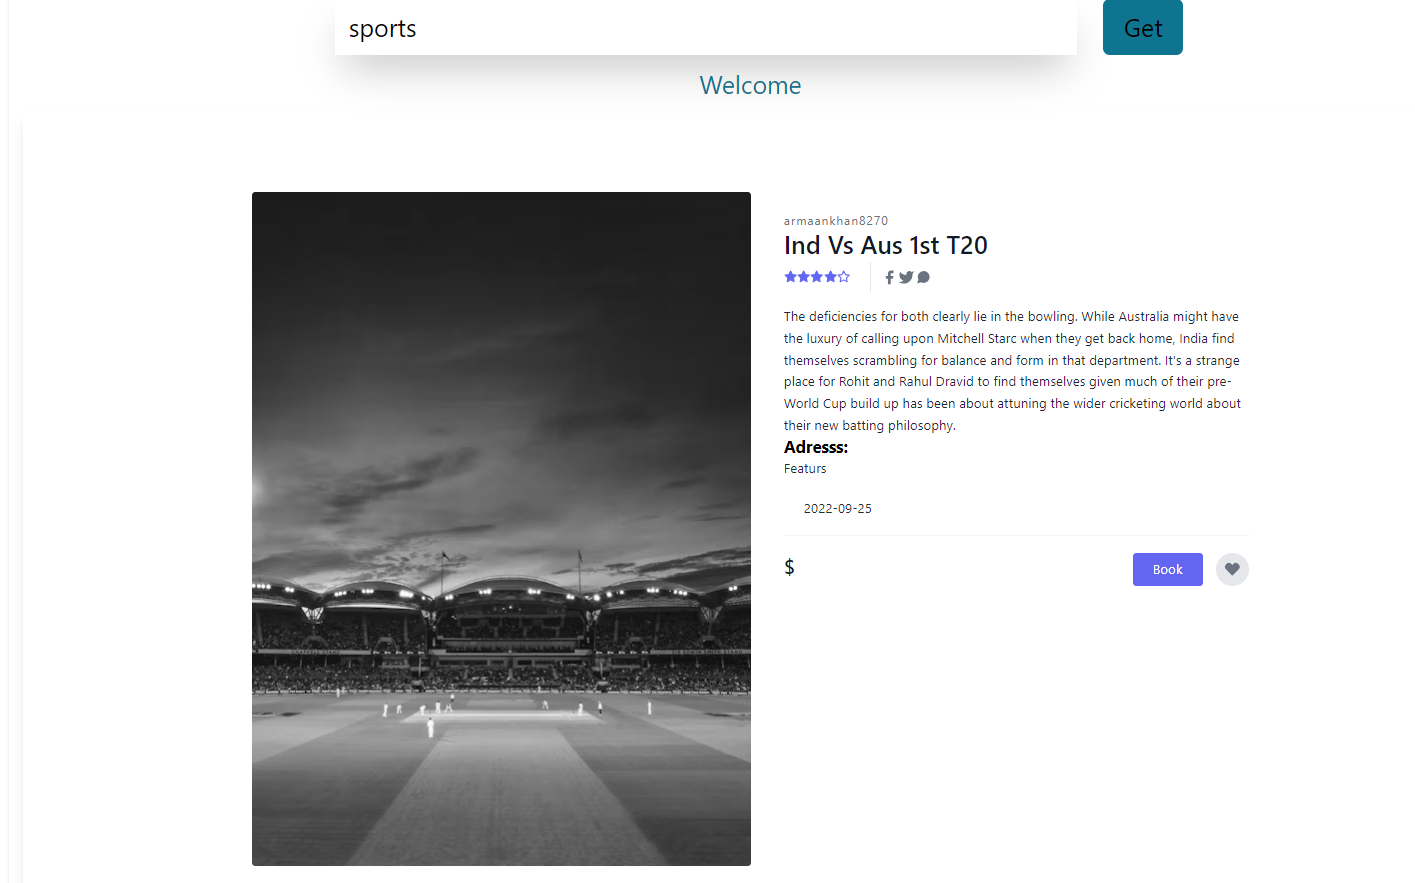 sports
Get
Welcome
armaankhan8270
Ind Vs Aus 1st T20
The deficiencies for both clearly lie in the bowling. While Australia might have
the luxury of calling upon Mitchell Starc when they get back home, India find
themselves scrambling for balance and form in that department. It's a strange
place for Rohit and Rahul Dravid to find themselves given much of their pre-
World Cup build up has been about attuning the wider cricketing world about
their new batting philosophy.
Adresss:
Featurs
2022-09-25
$
Book